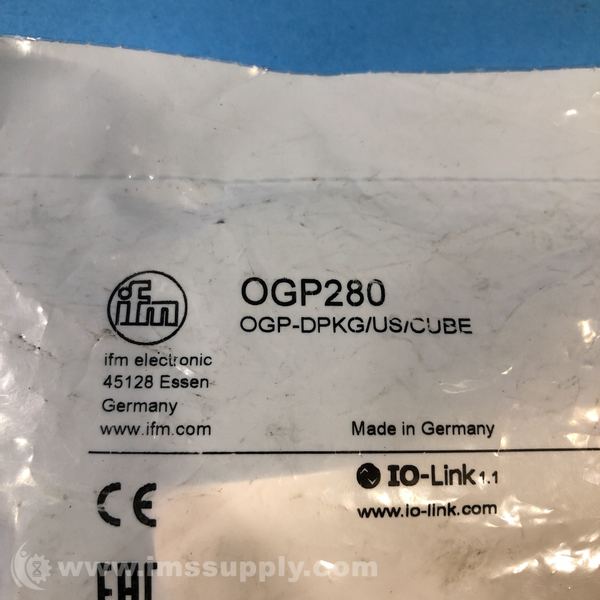 ifm
OGP280
OGP-DPKG/US/CUBE
ifm electronic
45128 Essen
Germany
www.ifm.com
Made in Germany
IO-Link 1.1
www.io-link.com
CE
EAC
www.imssupply.com